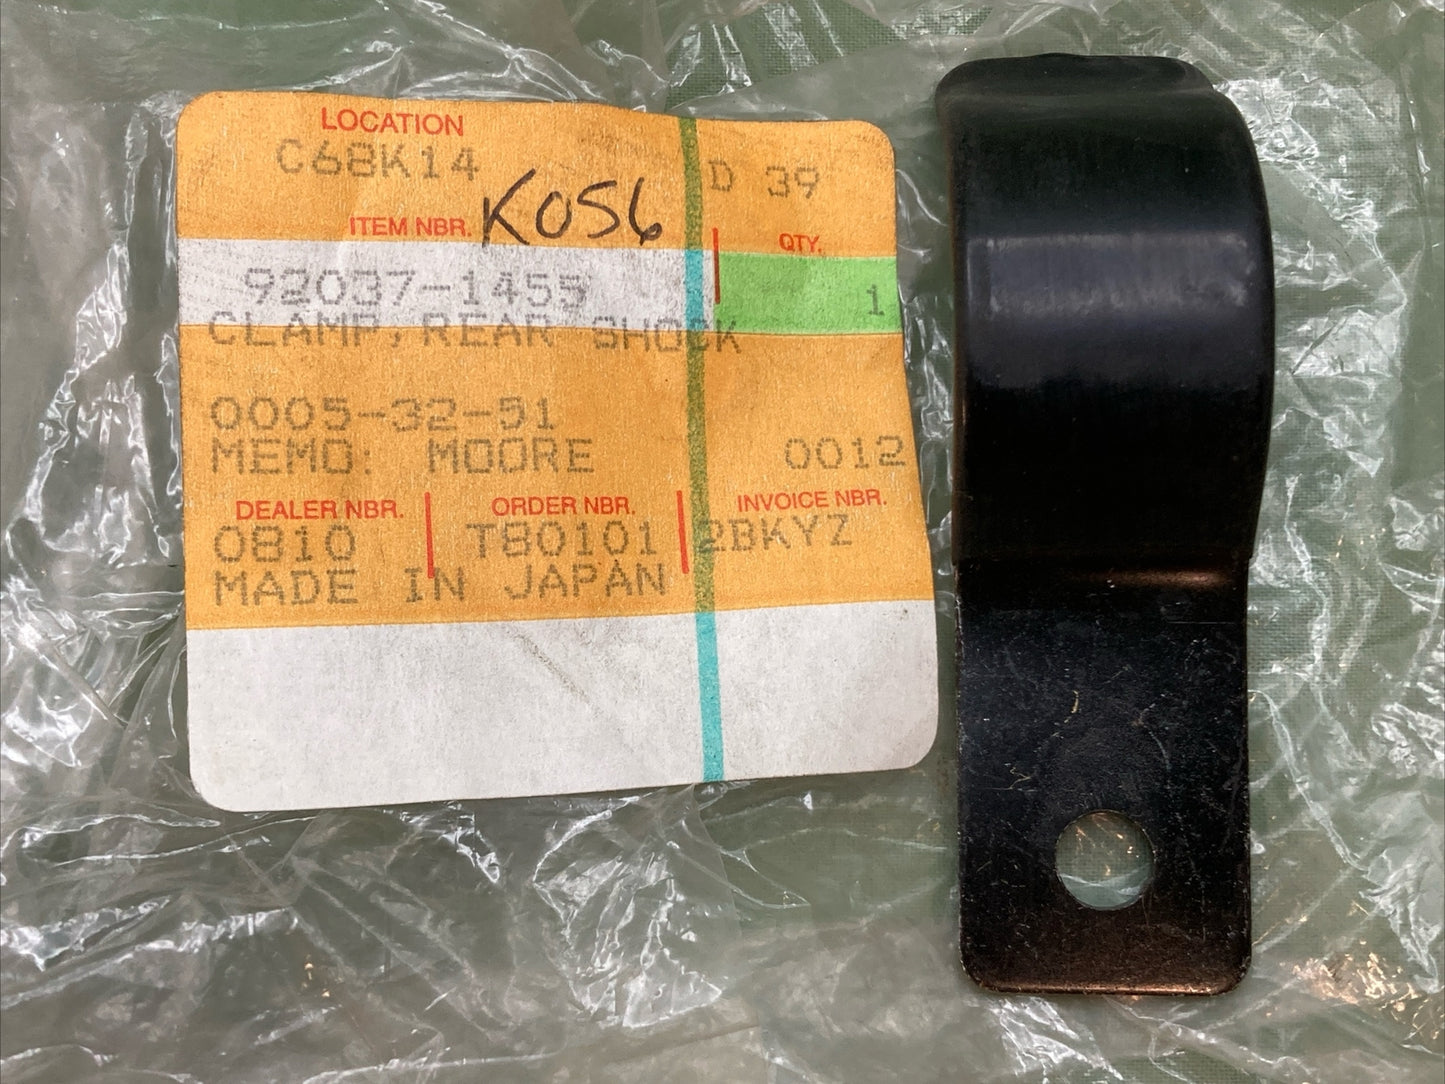 LOCATION
C68K14 D 39
K056
ITEM NBR. QTY.
92037-1455 1
CLAMP,REAR SHOCK
0005-32-51
MEMO: MOORE 0012
DEALER NBR. ORDER NBR. INVOICE NBR.
0810 T80101 2BKYZ
MADE IN JAPAN